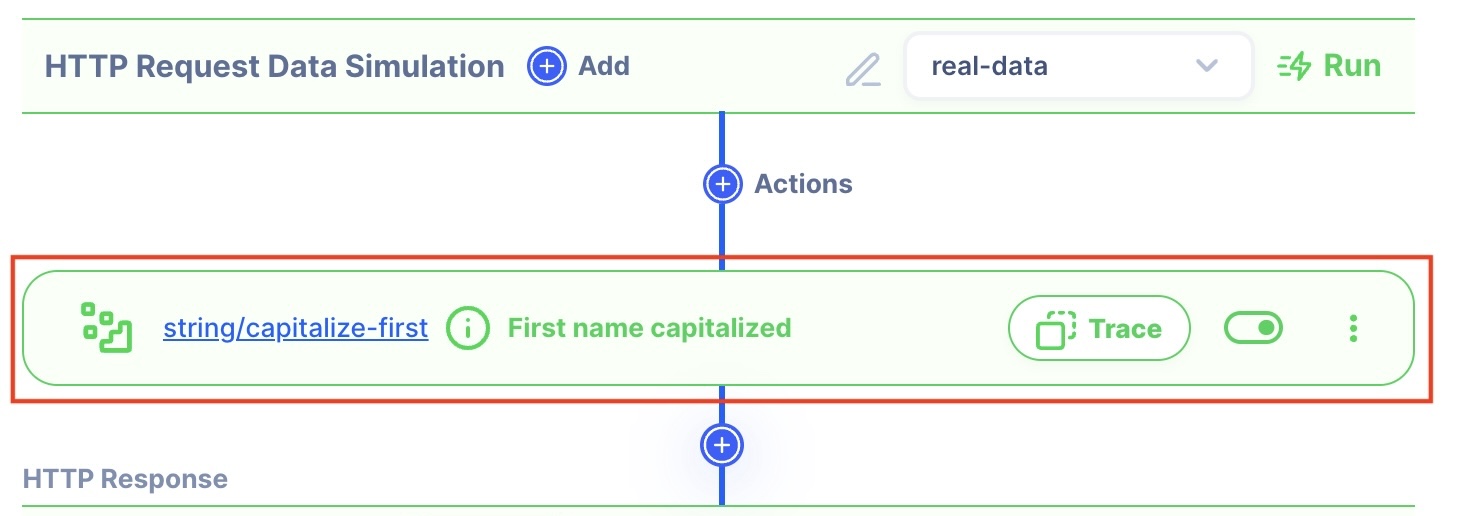 HTTP Request Data Simulation Add real-data Run
Actions
string/capitalize-first First name capitalized Trace
HTTP Response